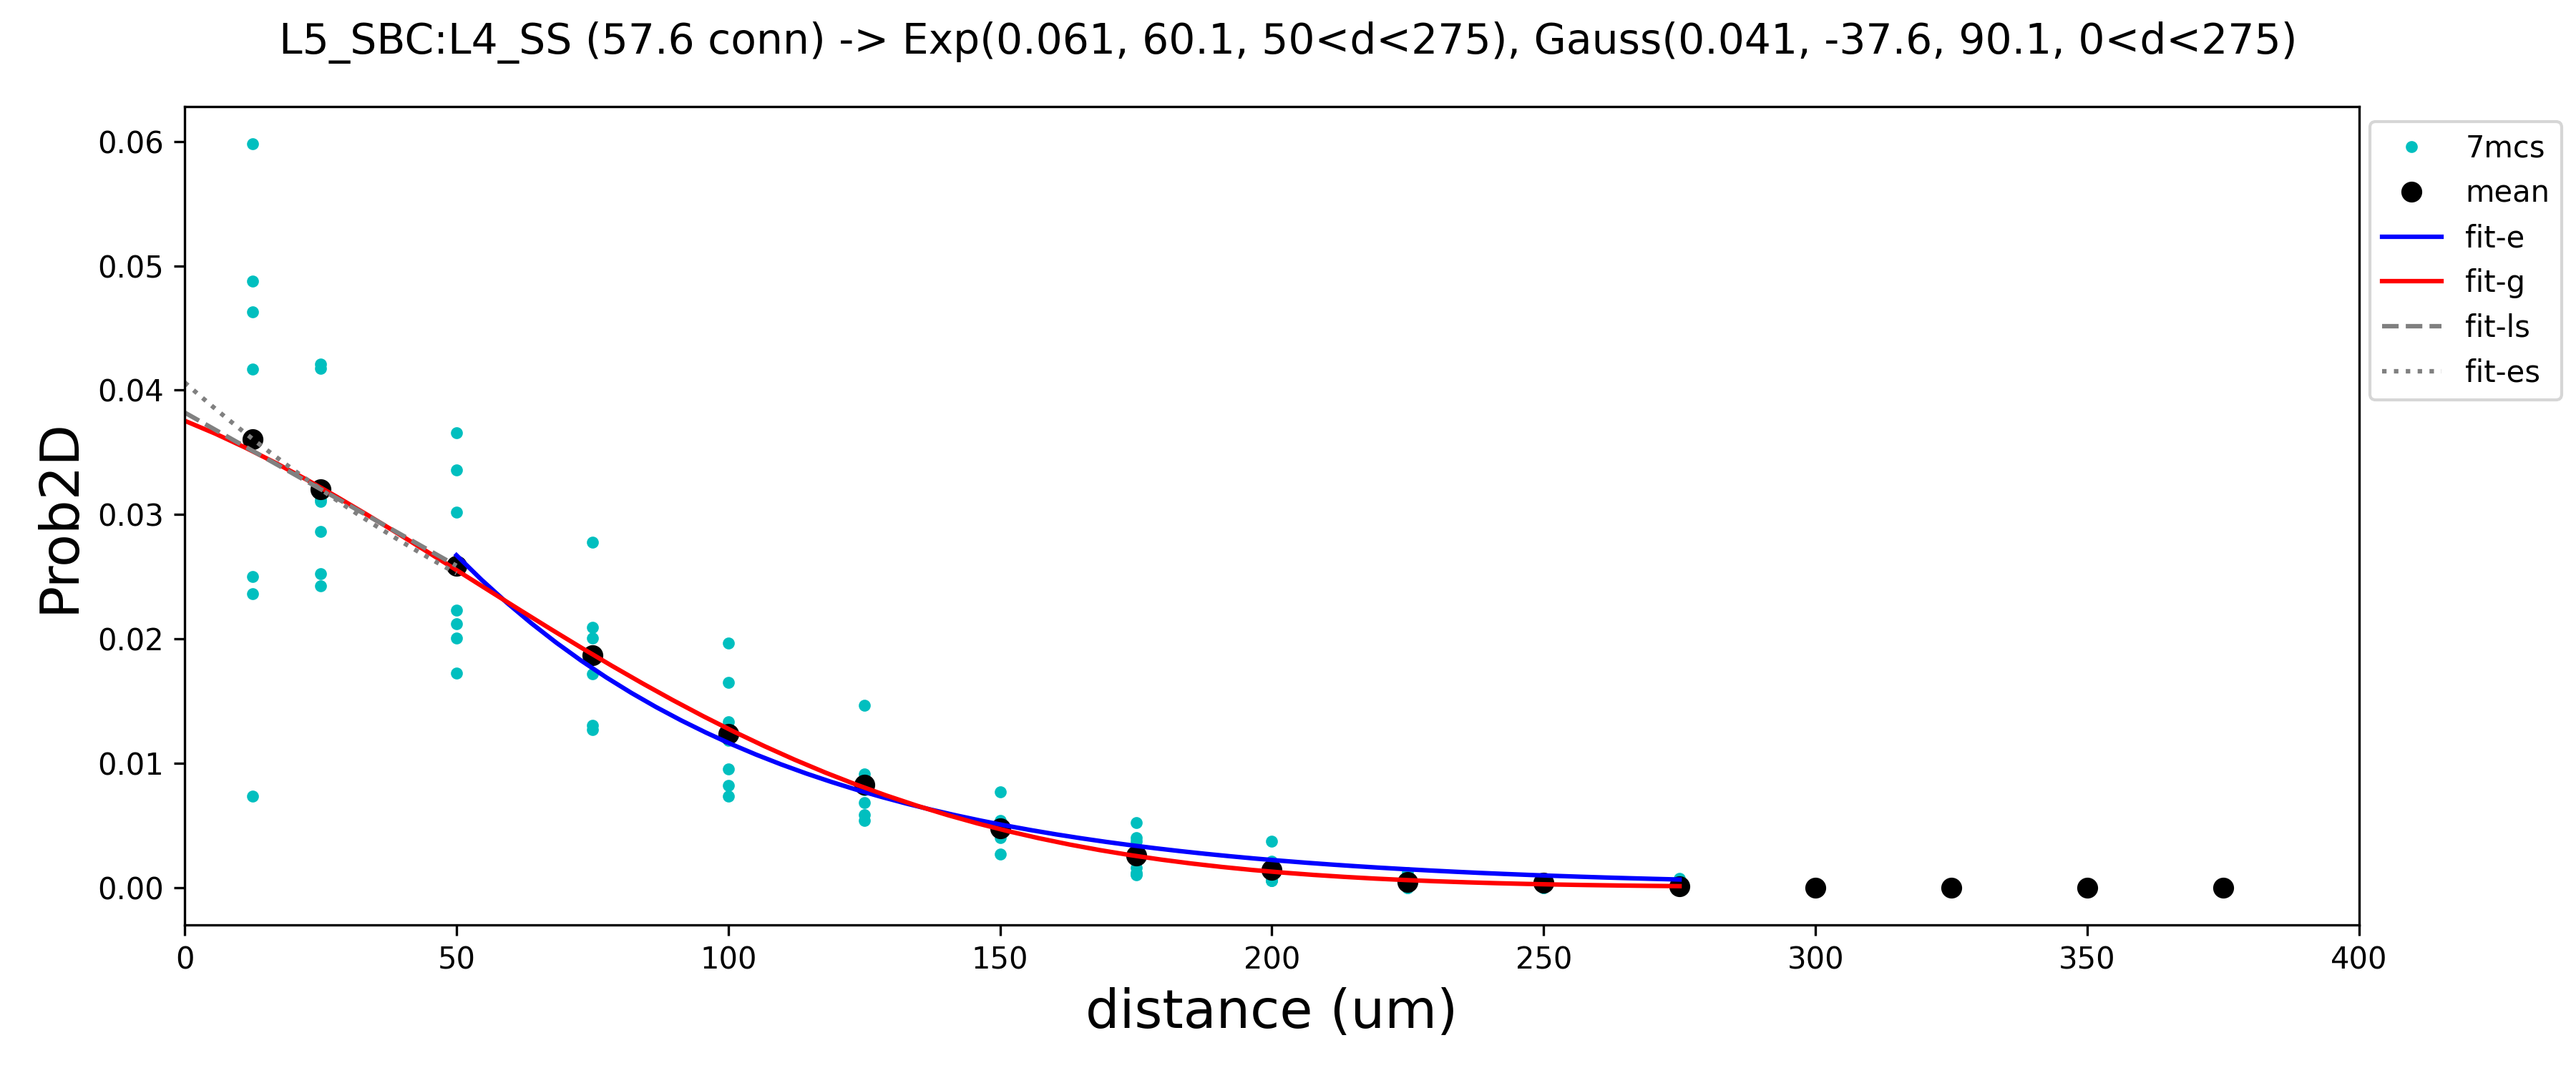 L5_SBC:L4_SS (57.6 conn) -> Exp(0.061, 60.1, 50<d<275), Gauss(0.041, -37.6, 90.1, 0<d<275)
7mcs
mean
fit-e
fit-g
fit-ls
fit-es
Prob2D
0.06
0.05
0.04
0.03
0.02
0.01
0.00
0
50
100
150
200
250
300
350
400
distance (um)